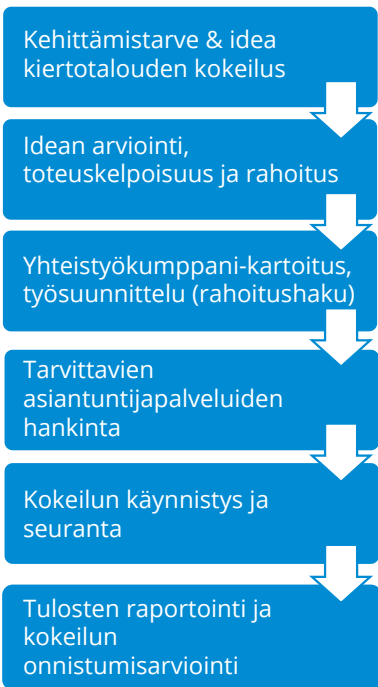 Kehittämistarve & idea
kiertotalouden kokeilus
Idean arviointi,
toteuskelpoisuus ja rahoitus
Yhteistyökumppani-kartoitus,
työsuunnittelu (rahoitushaku)
Tarvittavien
asiantuntijapalveluiden
hankinta
Kokeilun käynnistys ja
seuranta
Tulosten raportointi ja
kokeilun
onnistumisarviointi